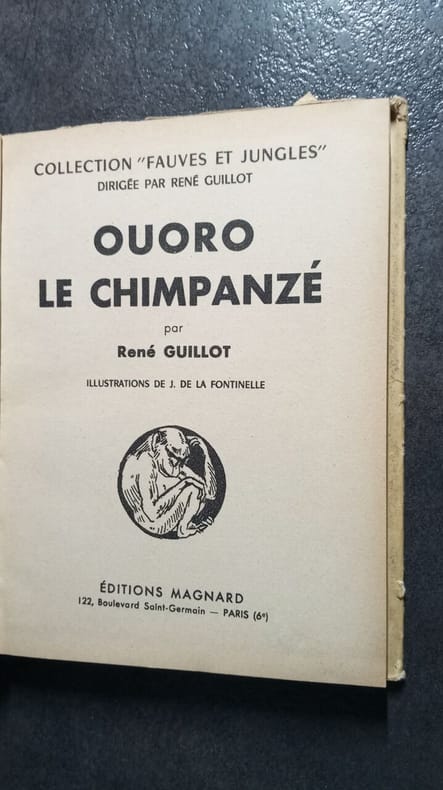 COLLECTION "FAUVES ET JUNGLES"
DIRIGÉE PAR RENÉ GUILLOT
OUORO
LE CHIMPANZÉ
par
René GUILLOT
ILLUSTRATIONS DE J. DE LA FONTINELLE
ÉDITIONS MAGNARD
122, Boulevard Saint-Germain — PARIS (6e)